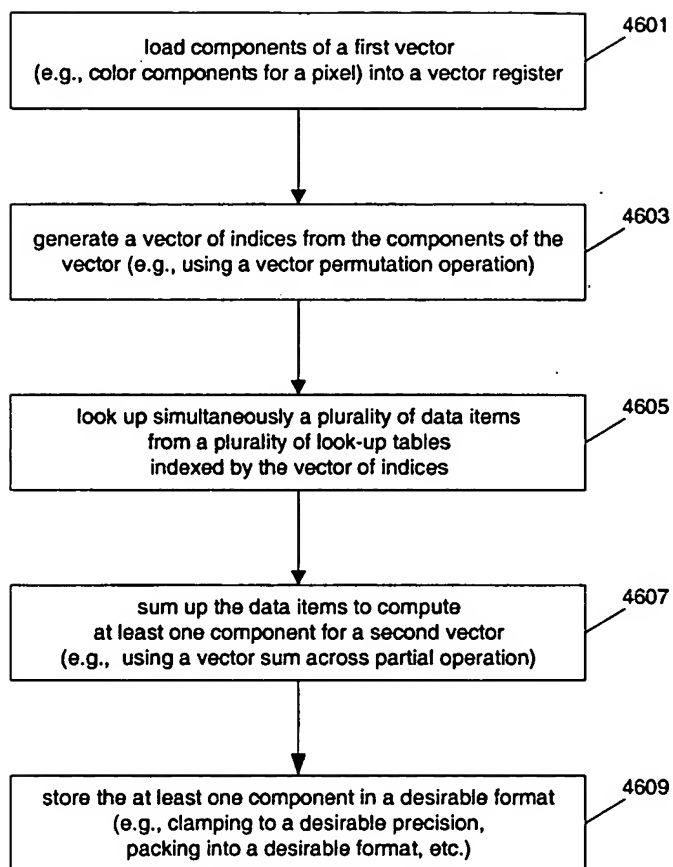 4601
load components of a first vector
(e.g., color components for a pixel) into a vector register
4603
generate a vector of indices from the components of the
vector (e.g., using a vector permutation operation)
4605
look up simultaneously a plurality of data items
from a plurality of look-up tables
indexed by the vector of indices
4607
sum up the data items to compute
at least one component for a second vector
(e.g., using a vector sum across partial operation)
4609
store the at least one component in a desirable format
(e.g., clamping to a desirable precision,
packing into a desirable format, etc.)